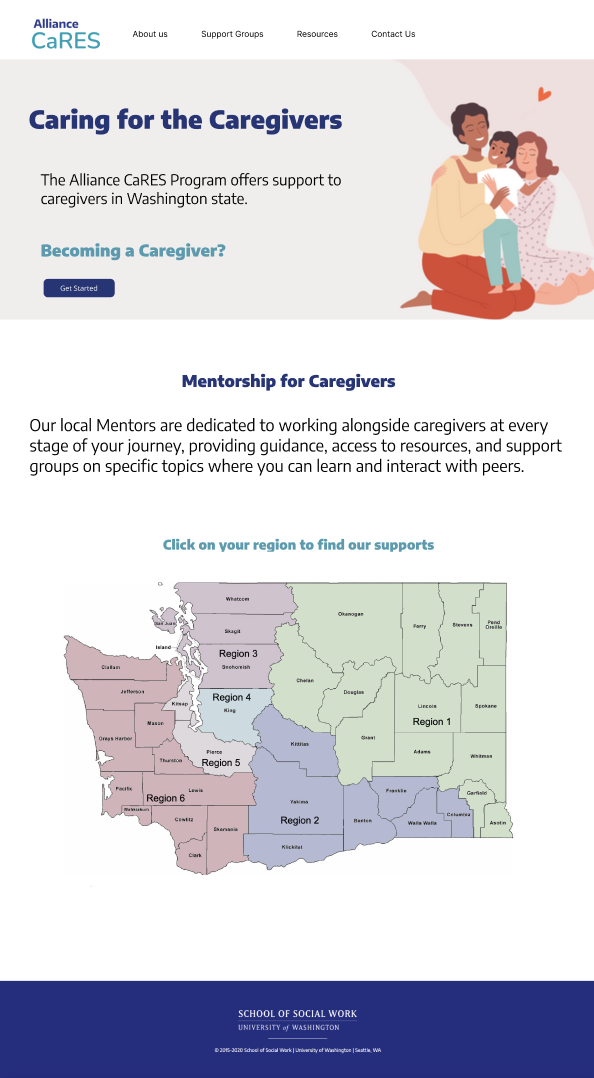 Alliance
CaRES
About us
Support Groups
Resources
Contact Us
Caring for the Caregivers
The Alliance CaRES Program offers support to
caregivers in Washington state.
Becoming a Caregiver?
Get Started
Mentorship for Caregivers
Our local Mentors are dedicated to working alongside caregivers at every
stage of your journey, providing guidance, access to resources, and support
groups on specific topics where you can learn and interact with peers.
Click on your region to find our supports
Whatcom
Okanogan
Ferry
Stevens
Pend
Oreille
San Juan
Skagit
Island
Region 3
Snohomish
Clallam
Chelan
Jefferson
Douglas
Kitsap
Region 4
King
Lincoln
Spokane
Region 1
Mason
Grays Harbor
Grant
Kittitas
Pierce
Adams
Whitman
Thurston
Region 5
Pacific
Lewis
Region 6
Franklin
Garfield
Wahkiakum
Yakima
Cowlitz
Region 2
Benton
Walla Walla
Columbia
Asotin
Skamania
Klickitat
Clark
SCHOOL OF SOCIAL WORK
UNIVERSITY of WASHINGTON
© 2015-2020 School of Social Work | University of Washington | Seattle, WA